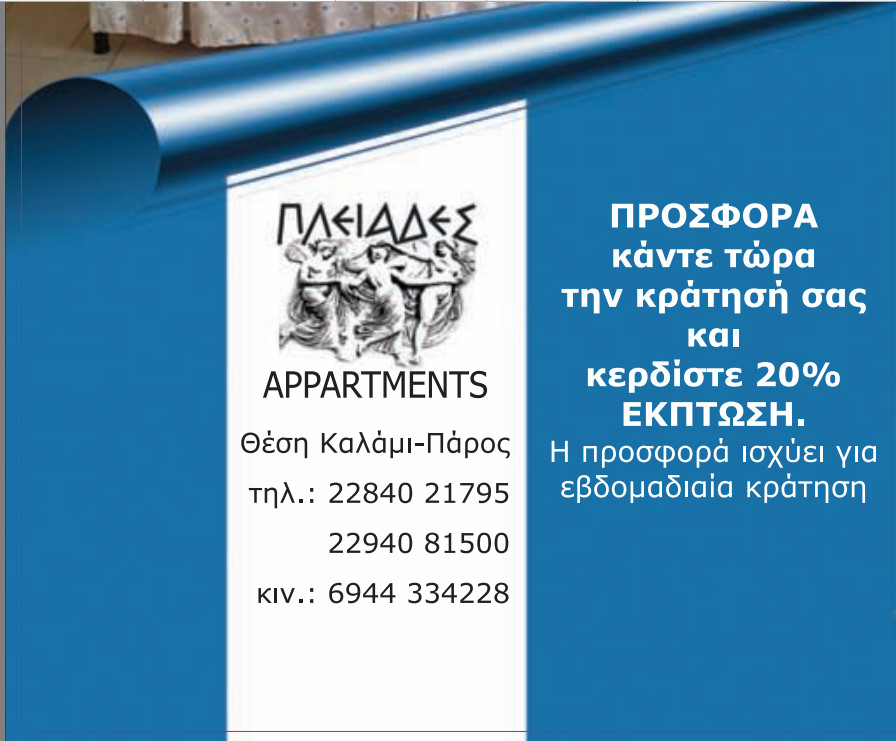 ΠΛΕΙΑΔΕΣ
APPARTMENTS
Θέση Καλάμι-Πάρος
τηλ.: 22840 21795
22940 81500
κιν.: 6944 334228
ΠΡΟΣΦΟΡΑ
κάντε τώρα
την κράτησή σας
και
κερδίστε 20%
ΕΚΠΤΩΣΗ.
Η προσφορά ισχύει για
εβδομαδιαία κράτηση